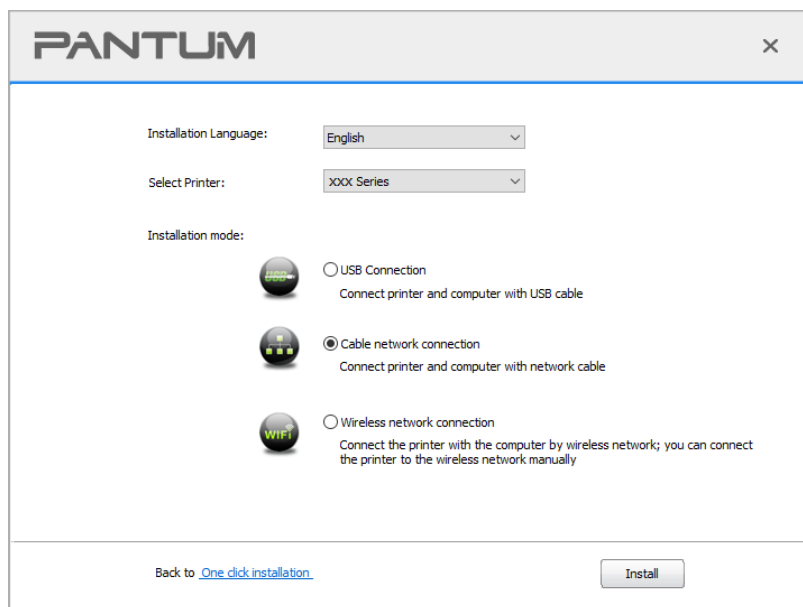 PANTUM
Installation Language:
English
Select Printer:
XXX Series
Installation mode:
USB
USB Connection
Connect printer and computer with USB cable
Cable network connection
Connect printer and computer with network cable
WiFi
Wireless network connection
Connect the printer with the computer by wireless network; you can connect
the printer to the wireless network manually
Back to One click installation
Install